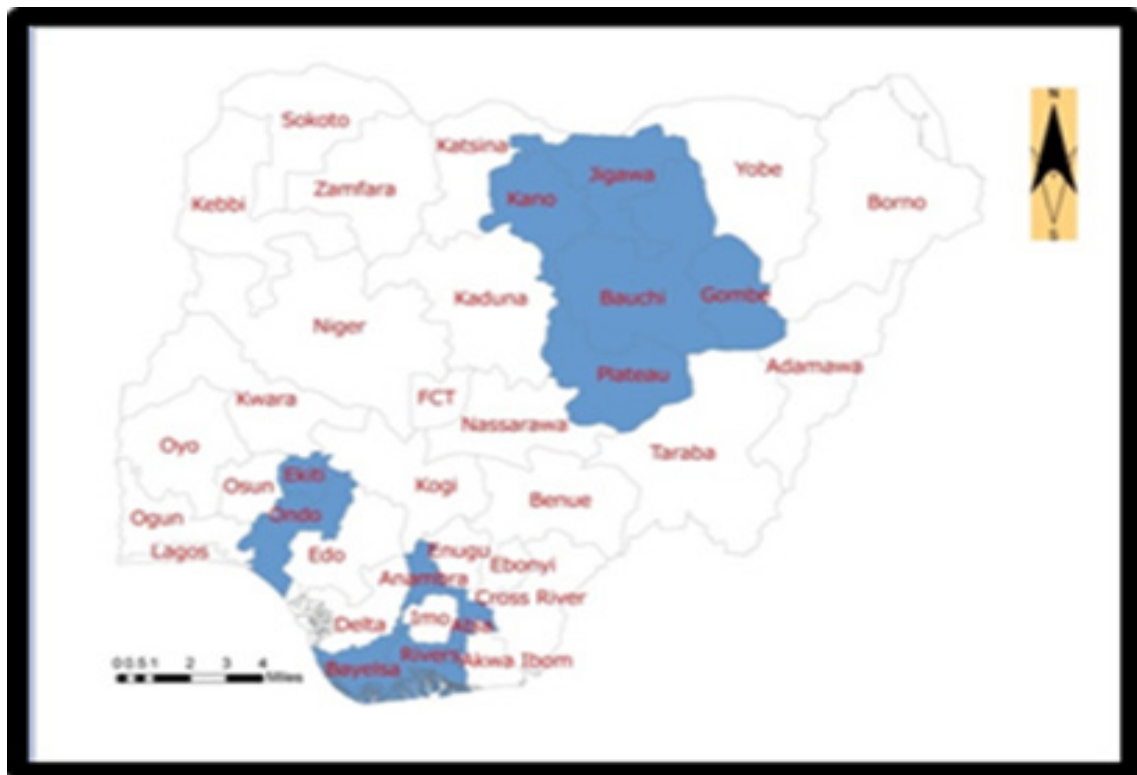 N
Sokoto
Katsina
Jigawa
Yobe
Zamfara
Kano
Kebbi
Borno
S
Kaduna
Bauchi
Gombe
Niger
Adamawa
Plateau
Kwara
FCT
Nassarawa
Oyo
Taraba
Ekiti
Osun
Kogi
Benue
Ogun
Ondo
Lagos
Edo
Enugu
Ebonyi
Anambra
Cross River
Delta
Imo
Abia
Rivers
Akwa Ibom
Bayelsa
0 0.5 1 2 3 4
Miles